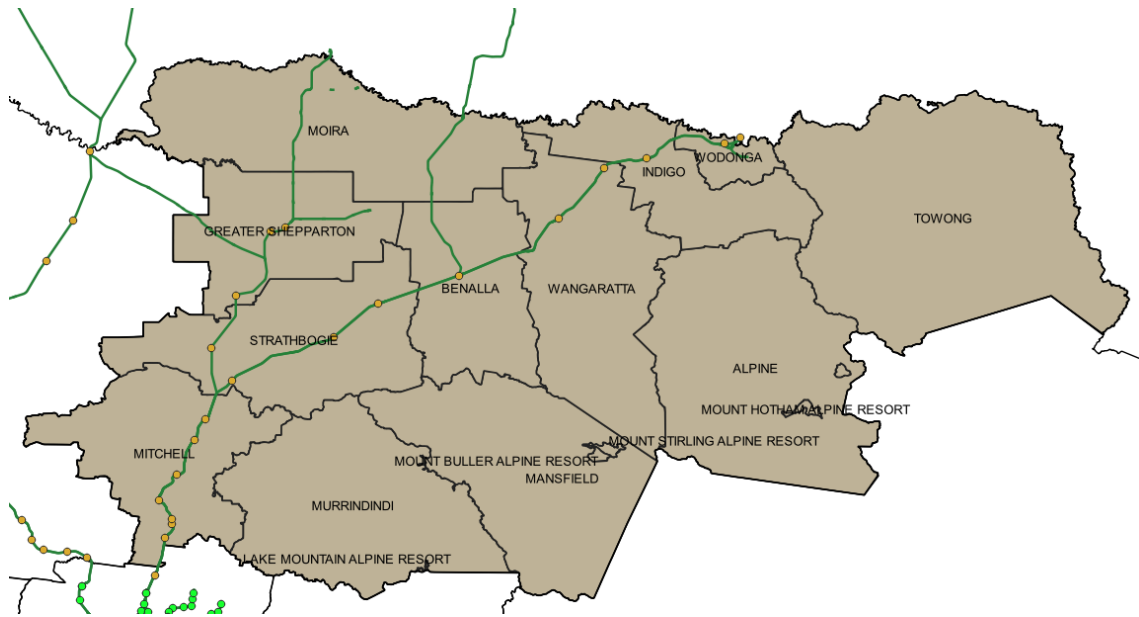 MOIRA
WODONGA
INDIGO
TOWONG
GREATER SHEPPARTON
BENALLA
WANGARATTA
STRATHBOGIE
ALPINE
MOUNT HOTHAM ALPINE RESORT
MOUNT STIRLING ALPINE RESORT
MITCHELL
MOUNT BULLER ALPINE RESORT
MANSFIELD
MURRINDINDI
LAKE MOUNTAIN ALPINE RESORT